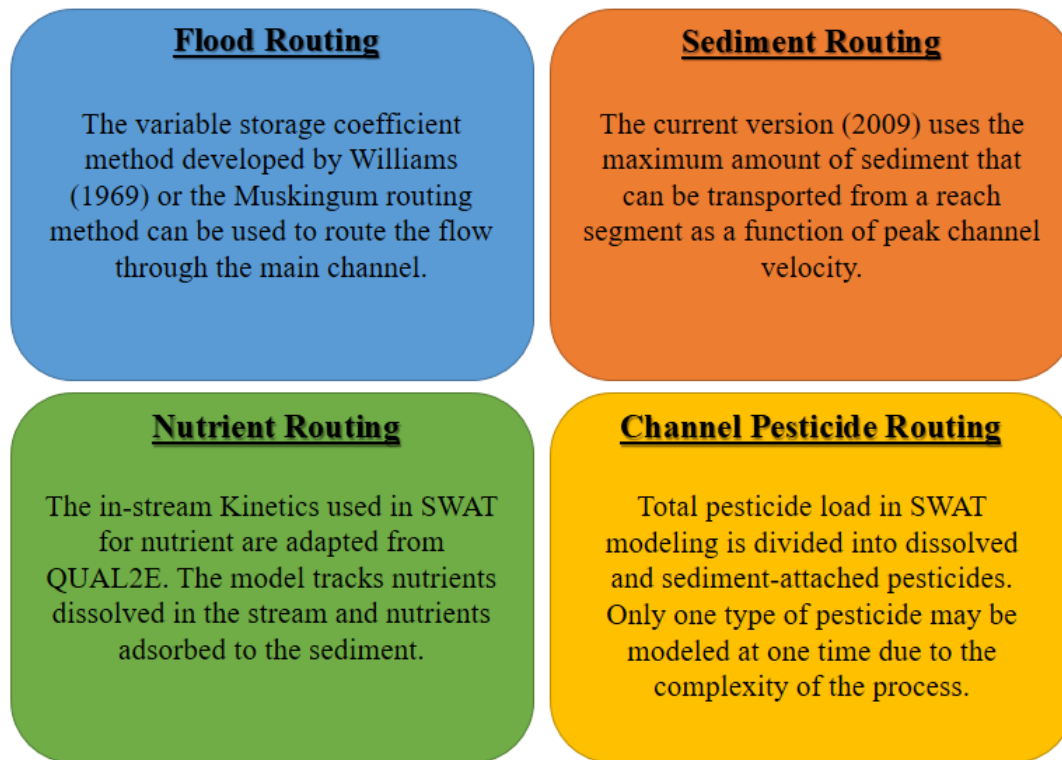 Flood Routing
The variable storage coefficient
method developed by Williams
(1969) or the Muskingum routing
method can be used to route the flow
through the main channel.
Sediment Routing
The current version (2009) uses the
maximum amount of sediment that
can be transported from a reach
segment as a function of peak channel
velocity.
Nutrient Routing
The in-stream Kinetics used in SWAT
for nutrient are adapted from
QUAL2E. The model tracks nutrients
dissolved in the stream and nutrients
adsorbed to the sediment.
Channel Pesticide Routing
Total pesticide load in SWAT
modeling is divided into dissolved
and sediment-attached pesticides.
Only one type of pesticide may be
modeled at one time due to the
complexity of the process.